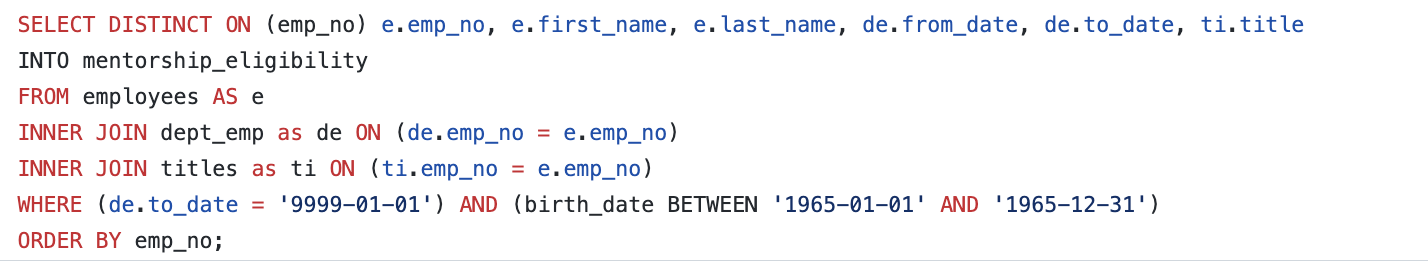 SELECT DISTINCT ON (emp_no) e.emp_no, e.first_name, e.last_name, de.from_date, de.to_date, ti.title
INTO mentorship_eligibility
FROM employees AS e
INNER JOIN dept_emp as de ON (de.emp_no = e.emp_no)
INNER JOIN titles as ti ON (ti.emp_no = e.emp_no)
WHERE (de.to_date = '9999-01-01') AND (birth_date BETWEEN '1965-01-01' AND '1965-12-31')
ORDER BY emp_no;